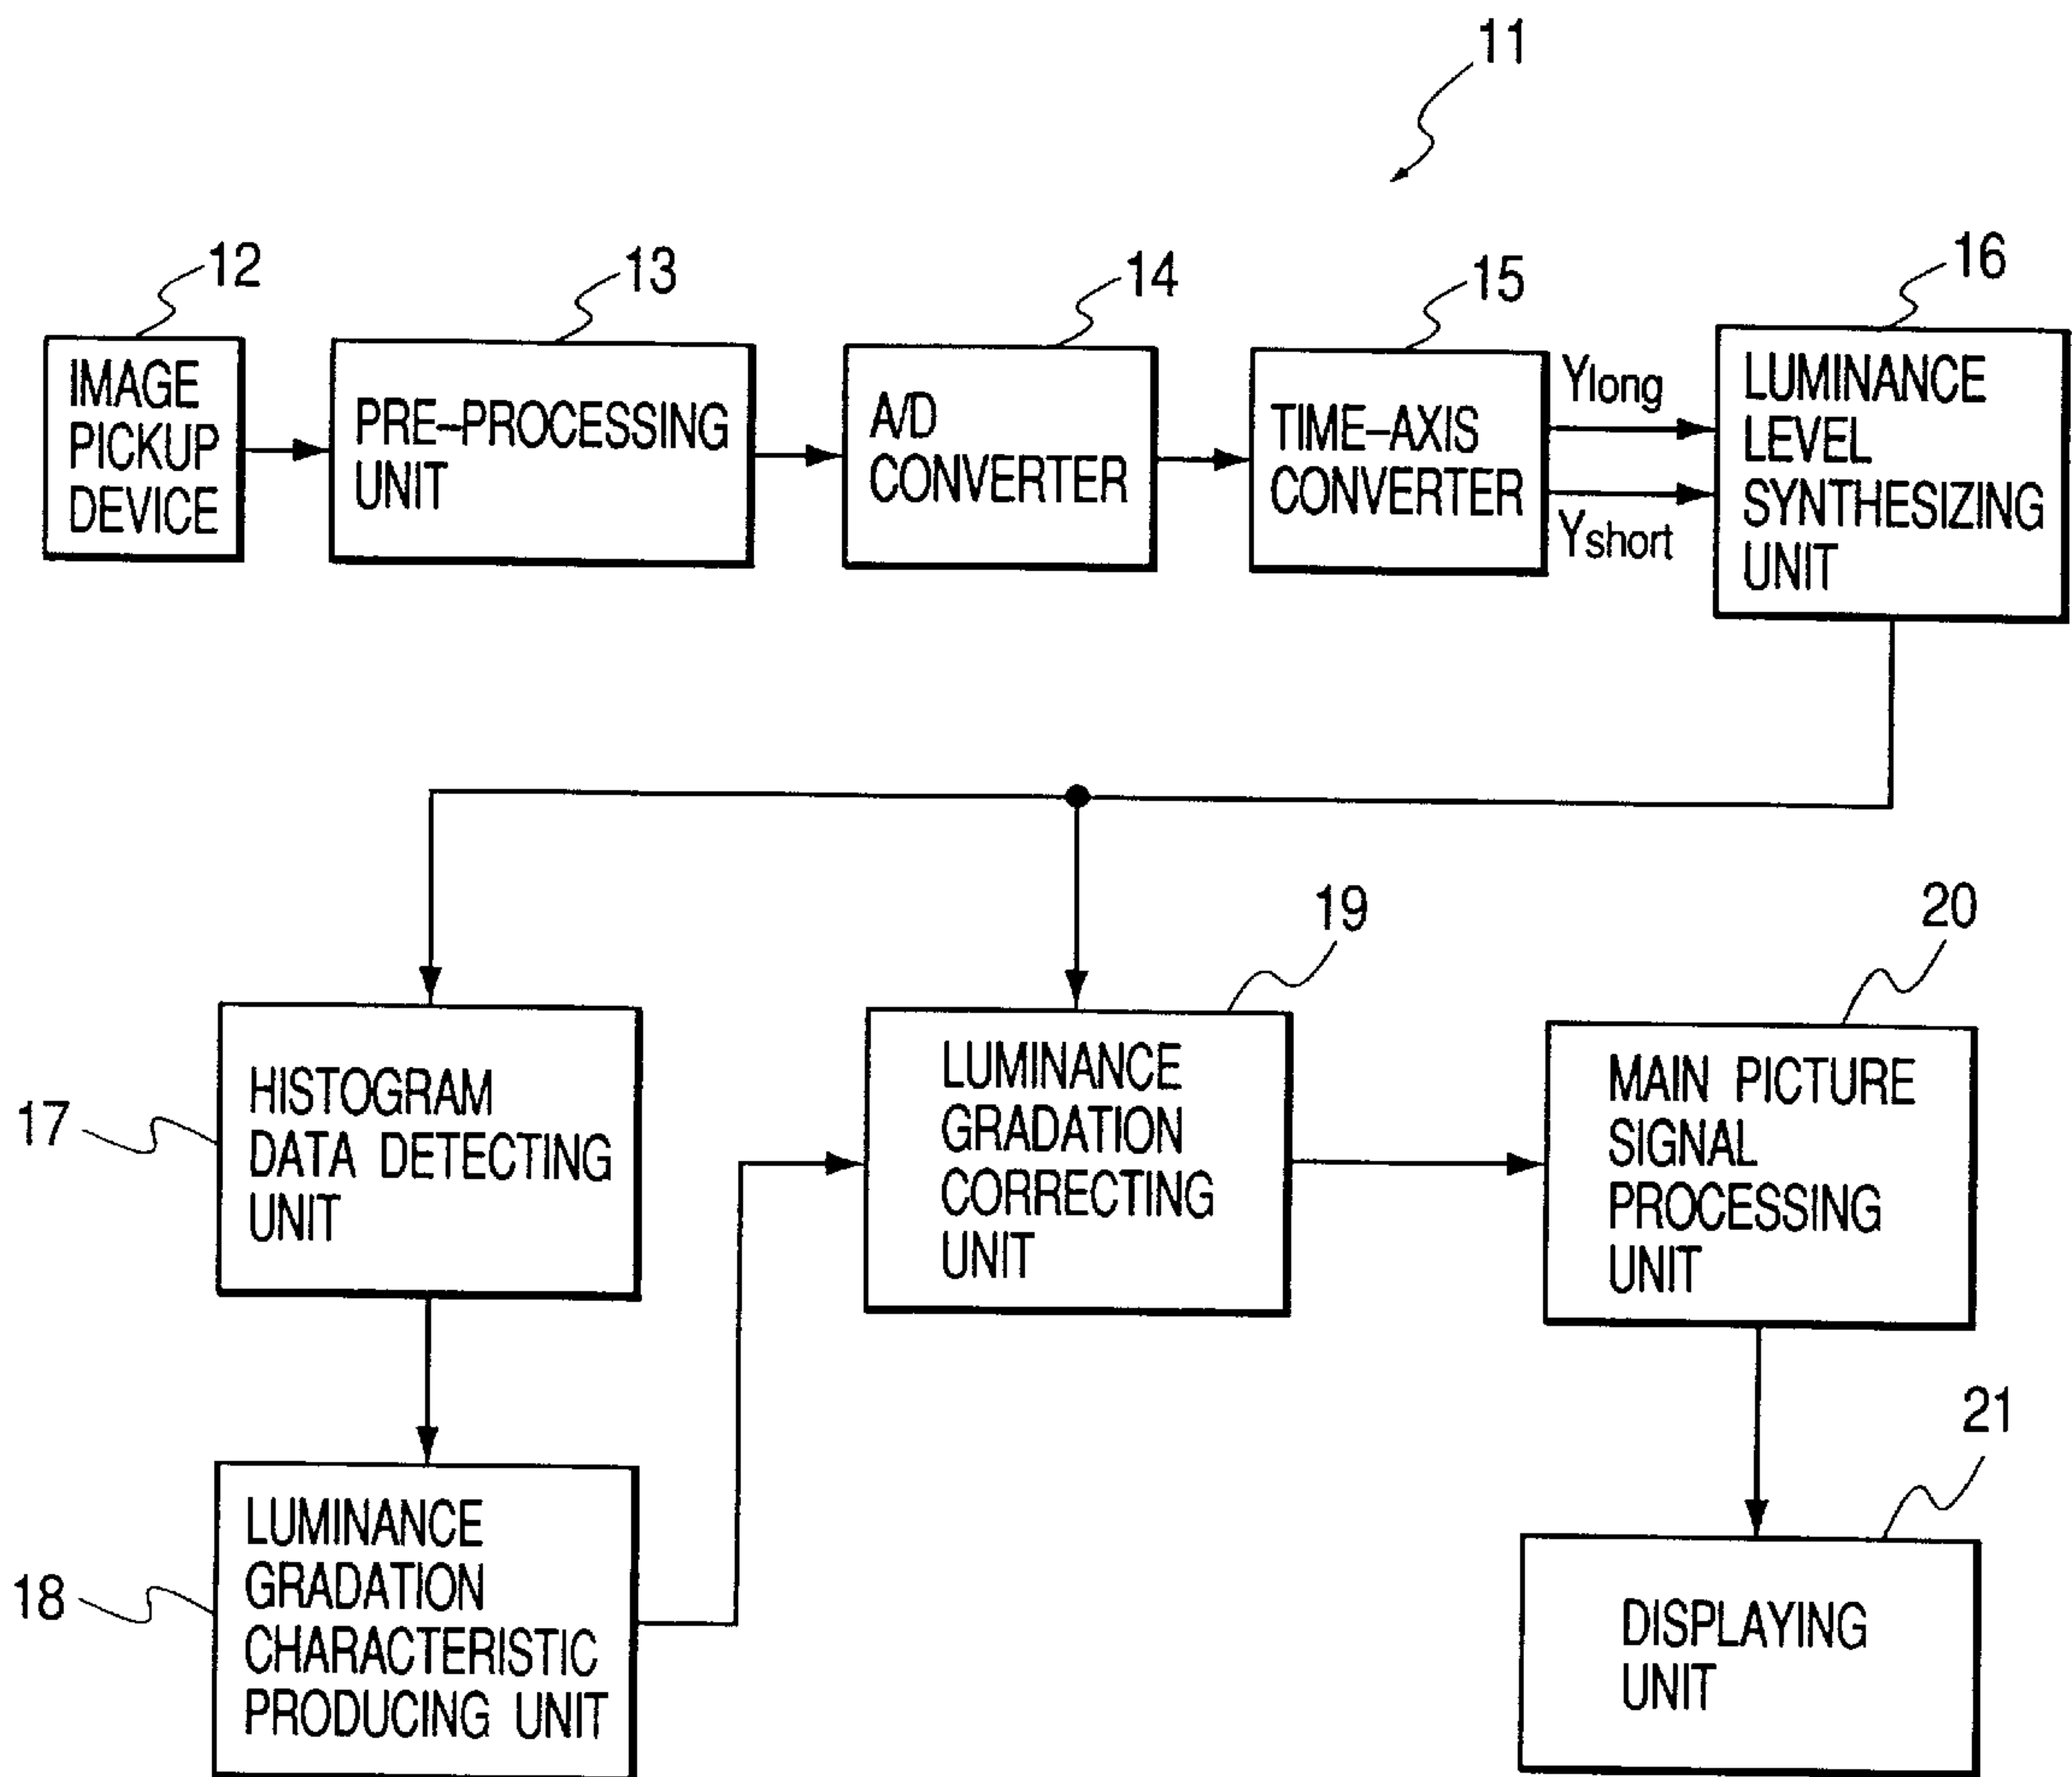 11
12
13
14
15
16
IMAGE
PICKUP
DEVICE
PRE–PROCESSING
UNIT
A/D
CONVERTER
TIME–AXIS
CONVERTER
Ylong
Yshort
LUMINANCE
LEVEL
SYNTHESIZING
UNIT
17
HISTOGRAM
DATA DETECTING
UNIT
19
LUMINANCE
GRADATION
CORRECTING
UNIT
20
MAIN PICTURE
SIGNAL
PROCESSING
UNIT
18
LUMINANCE
GRADATION
CHARACTERISTIC
PRODUCING UNIT
21
DISPLAYING
UNIT